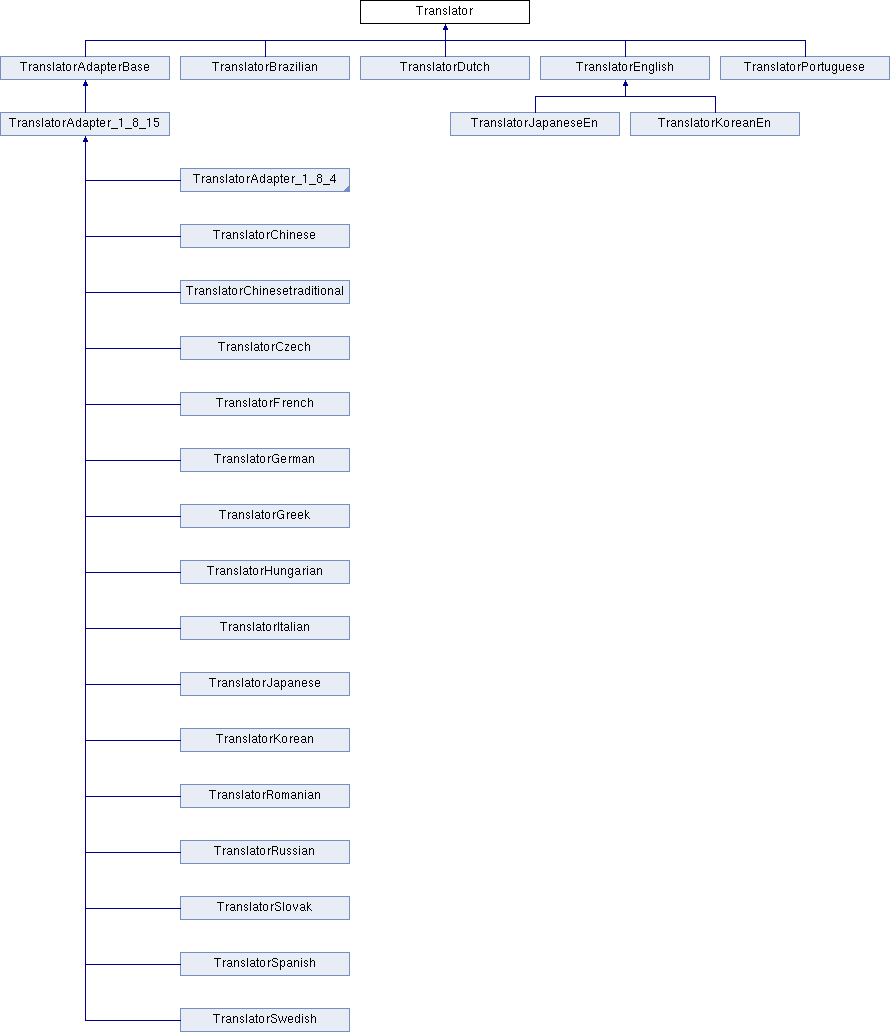 Translator
TranslatorAdapterBase
TranslatorBrazilian
TranslatorDutch
TranslatorEnglish
TranslatorPortuguese
TranslatorAdapter_1_8_15
TranslatorJapaneseEn
TranslatorKoreanEn
TranslatorAdapter_1_8_4
TranslatorChinese
TranslatorChinesetraditional
TranslatorCzech
TranslatorFrench
TranslatorGerman
TranslatorGreek
TranslatorHungarian
TranslatorItalian
TranslatorJapanese
TranslatorKorean
TranslatorRomanian
TranslatorRussian
TranslatorSlovak
TranslatorSpanish
TranslatorSwedish